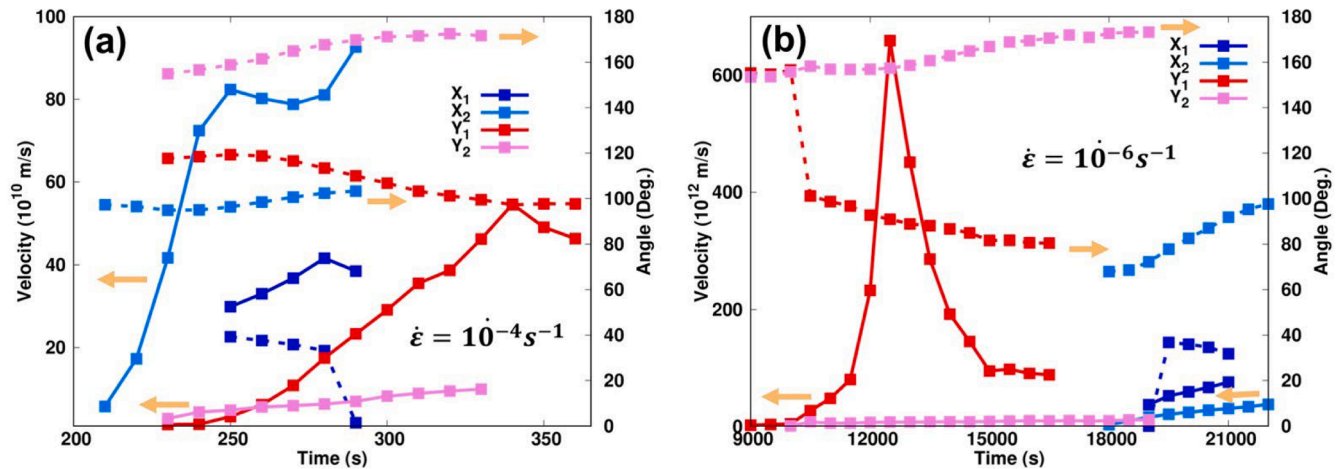 (a)
100
80
60
40
20
0
Velocity (10^10 m/s)
200
250
300
350
Time (s)
180
160
140
120
100
80
60
40
20
0
Angle (Deg.)
X₁
X₂
Y₁
Y₂
ε̇ = 10̇⁻⁴s⁻¹
(b)
600
400
200
0
Velocity (10^12 m/s)
9000
12000
15000
18000
21000
Time (s)
180
160
140
120
100
80
60
40
20
0
Angle (Deg.)
X₁
X₂
Y₁
Y₂
ε̇ = 10̇⁻⁶s⁻¹